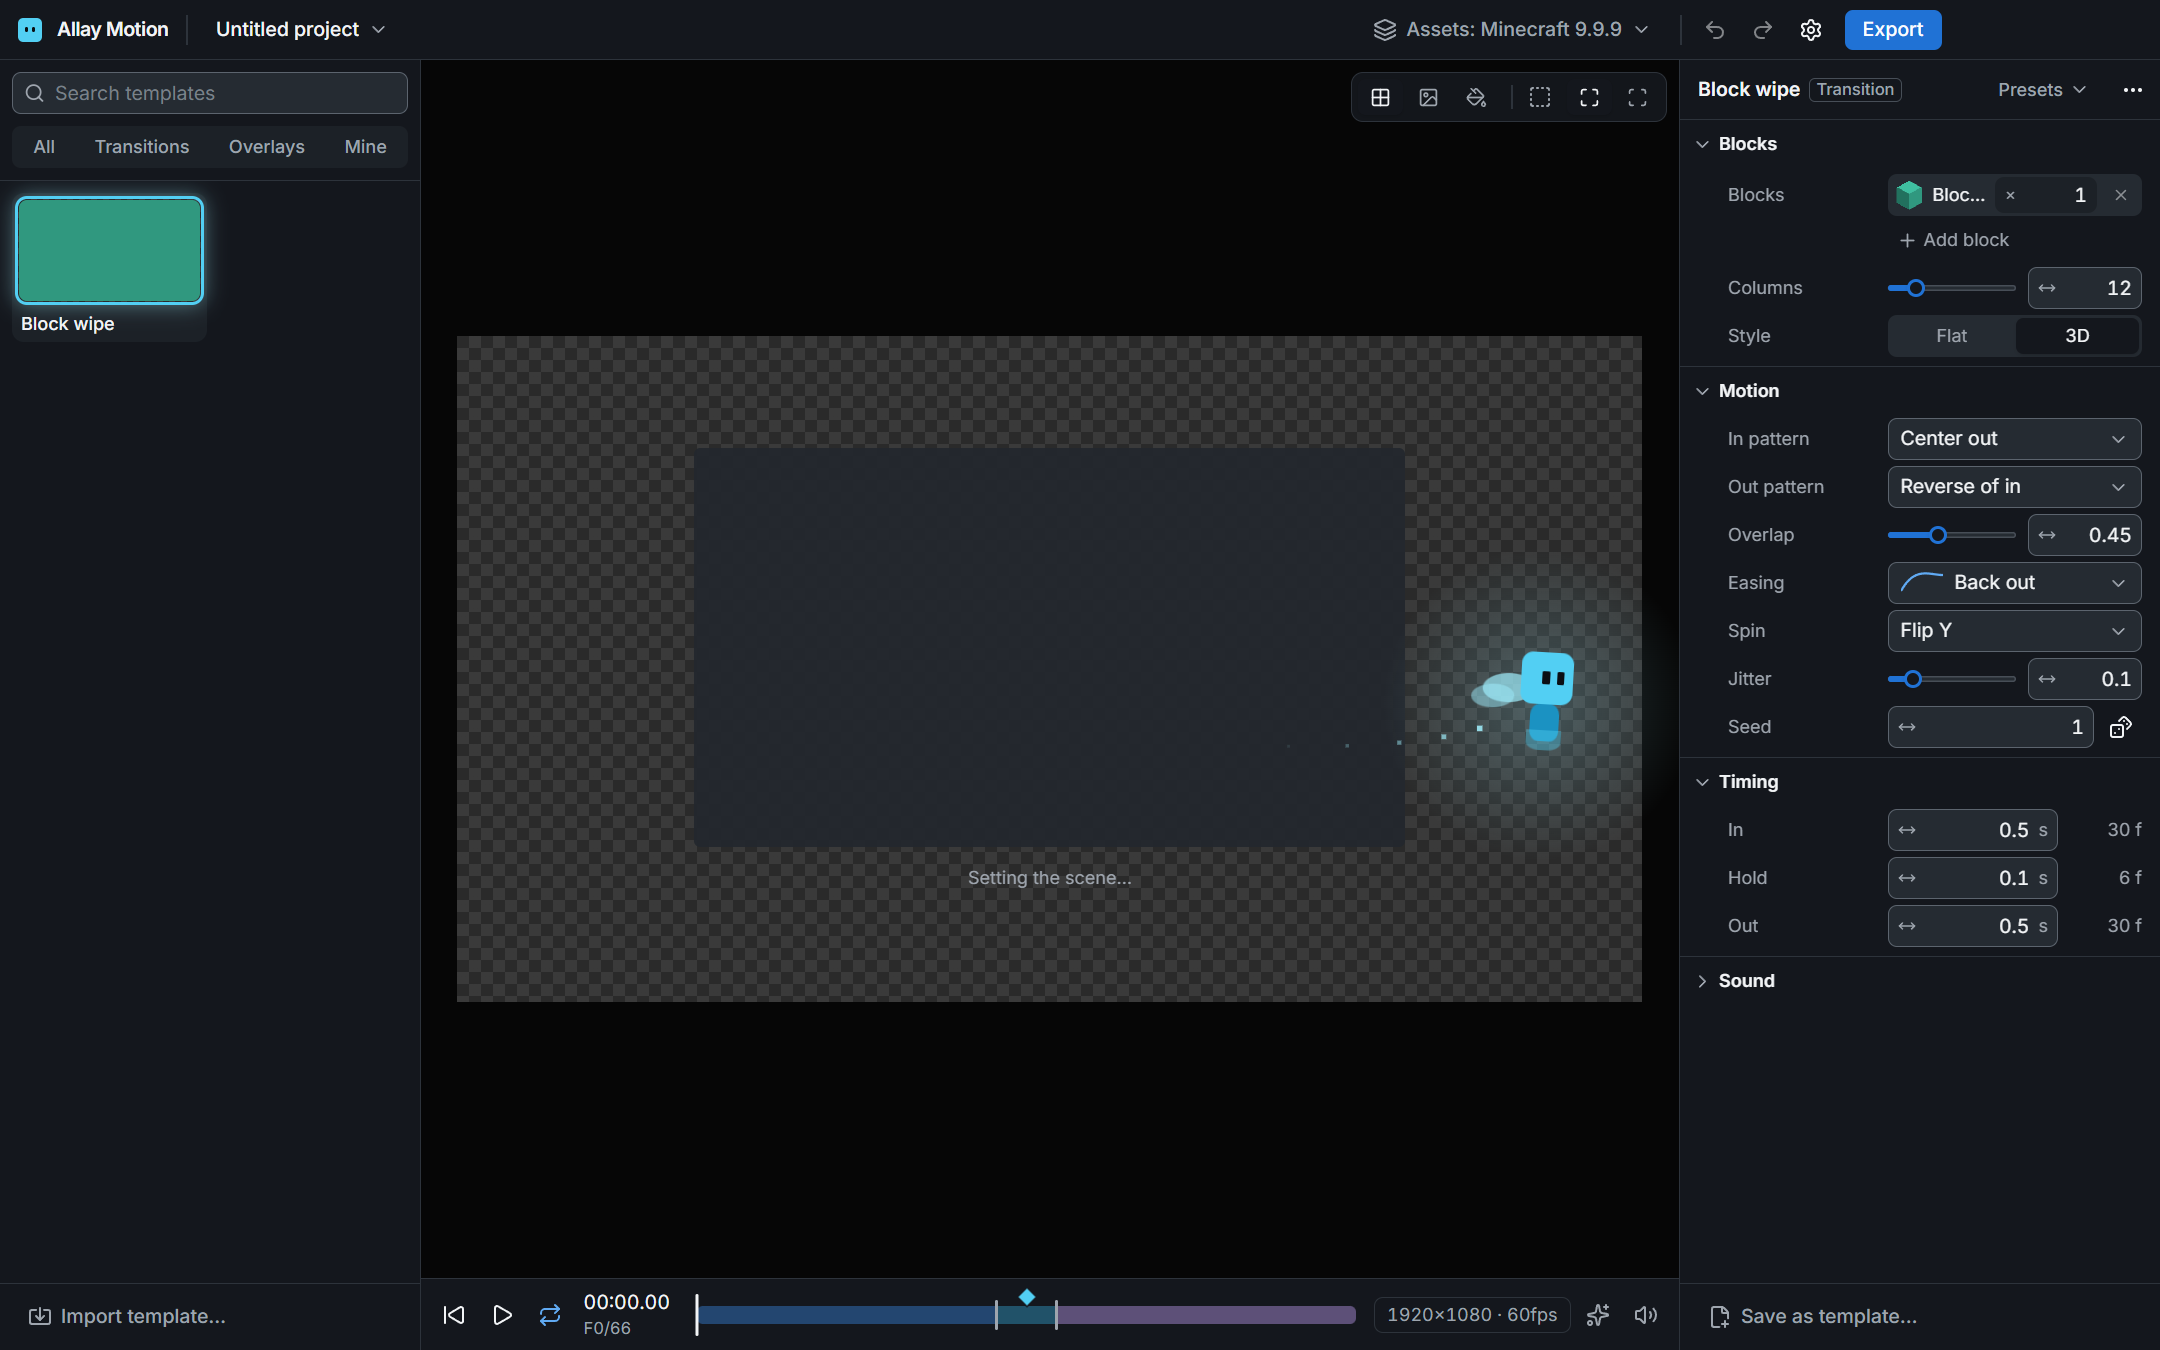 Allay Motion
Untitled project
Assets: Minecraft 9.9.9
Export
Search templates
All Transitions Overlays Mine
Block wipe
Import template...
Setting the scene...
00:00.00
F0/66
1920×1080 · 60fps
Block wipe Transition Presets
Blocks
Blocks Bloc... × 1
Add block
Columns 12
Style Flat 3D
Motion
In pattern Center out
Out pattern Reverse of in
Overlap 0.45
Easing Back out
Spin Flip Y
Jitter 0.1
Seed 1
Timing
In 0.5 s 30 f
Hold 0.1 s 6 f
Out 0.5 s 30 f
Sound
Save as template...